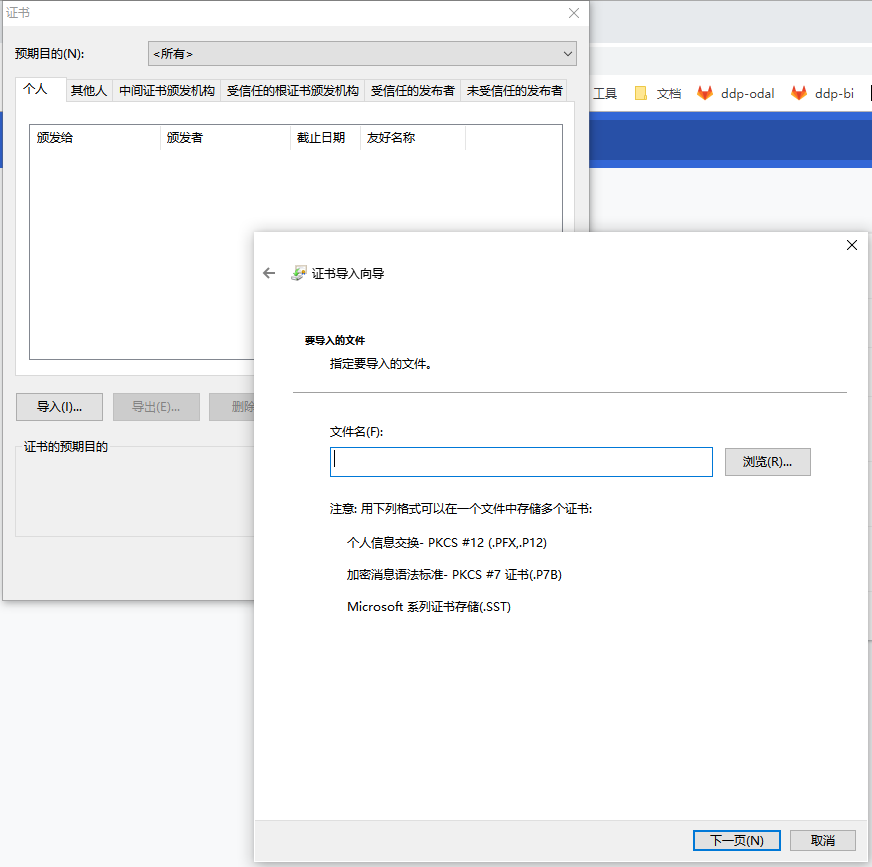 证书
预期目的(N):
<所有>
个人
其他人
中间证书颁发机构
受信任的根证书颁发机构
受信任的发布者
未受信任的发布者
工具
文档
ddp-odal
ddp-bi
颁发给
颁发者
截止日期
友好名称
证书导入向导
要导入的文件
指定要导入的文件。
导入(I)...
导出(E)...
删除
文件名(F):
证书的预期目的
浏览(R)...
注意: 用下列格式可以在一个文件中存储多个证书:
个人信息交换- PKCS #12 (.PFX,.P12)
加密消息语法标准- PKCS #7 证书(.P7B)
Microsoft 系列证书存储(.SST)
下一页(N)
取消